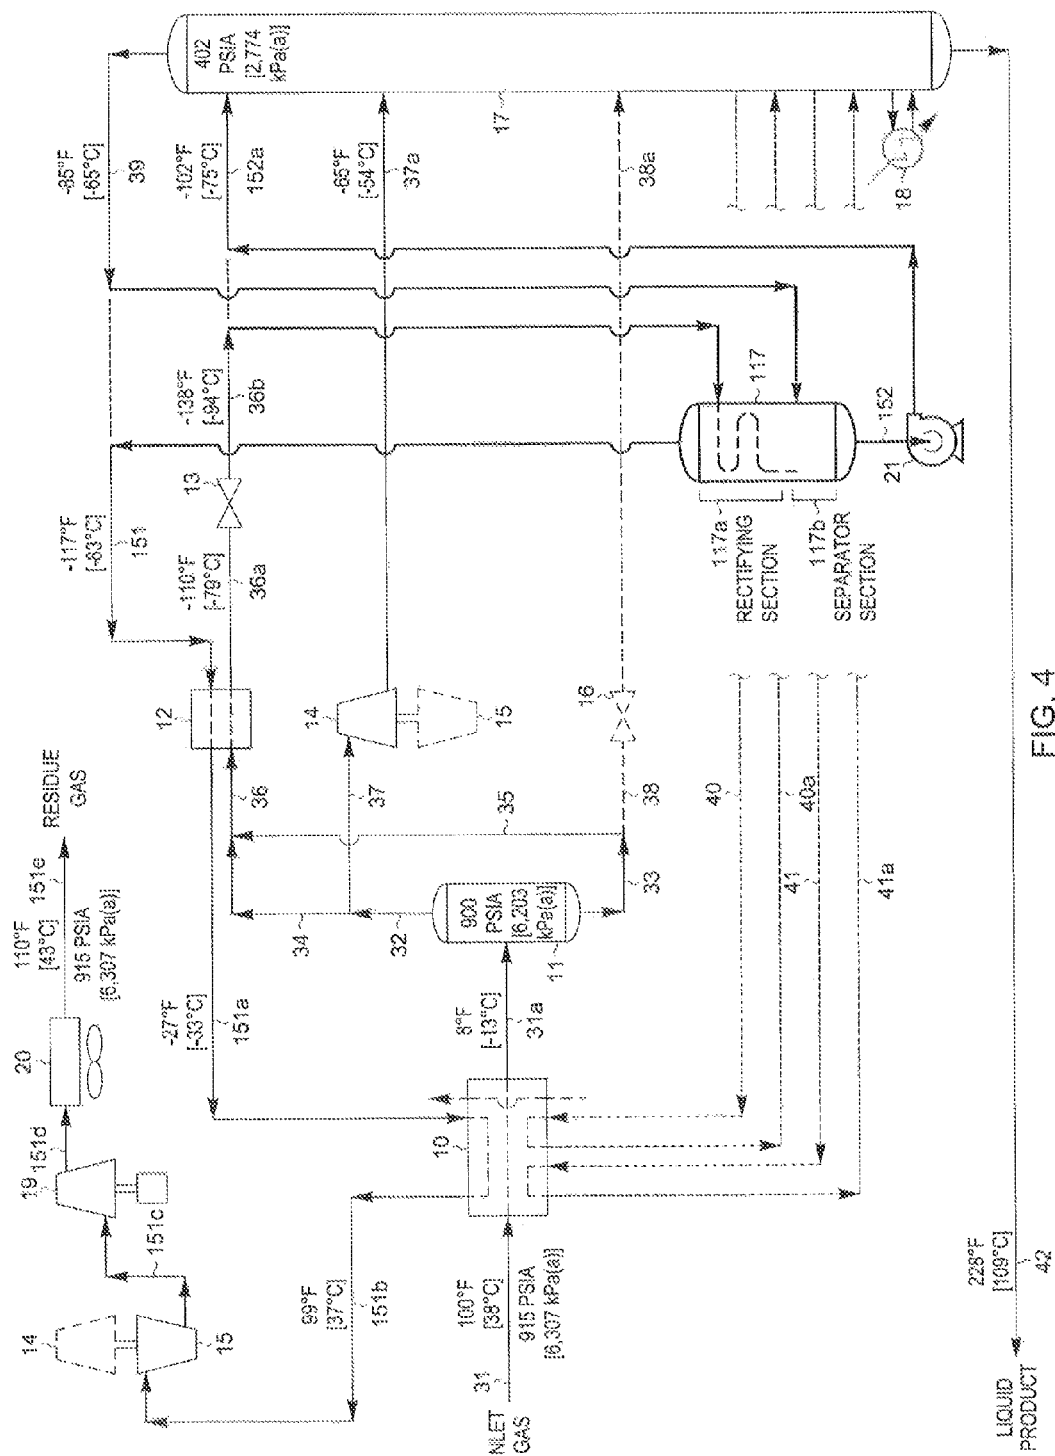 110°F
[43°C]
151e
RESIDUE
GAS
915 PSIA
[6,307 kPa(a)]
20
151d
19
151c
14
15
99°F
[37°C]
151b
-27°F
[-33°C]
151a
-117°F
[-83°C]
151
-85°F
[-65°C]
39
402
PSIA
[2,774
kPa(a)]
17
-102°F
[-75°C]
152a
-138°F
[-94°C]
36b
13
-110°F
[-79°C]
36a
12
36
-65°F
[-54°C]
37a
14
15
37
35
34
32
900
PSIA
[6,203
kPa(a)]
11
33
38
16
38a
8°F
[-13°C]
31a
10
100°F
[38°C]
915 PSIA
[6,307 kPa(a)]
31
INLET
GAS
117a
RECTIFYING
SECTION
117b
SEPARATOR
SECTION
117
152
21
18
40
40a
41
41a
228°F
[109°C]
42
LIQUID
PRODUCT
FIG. 4